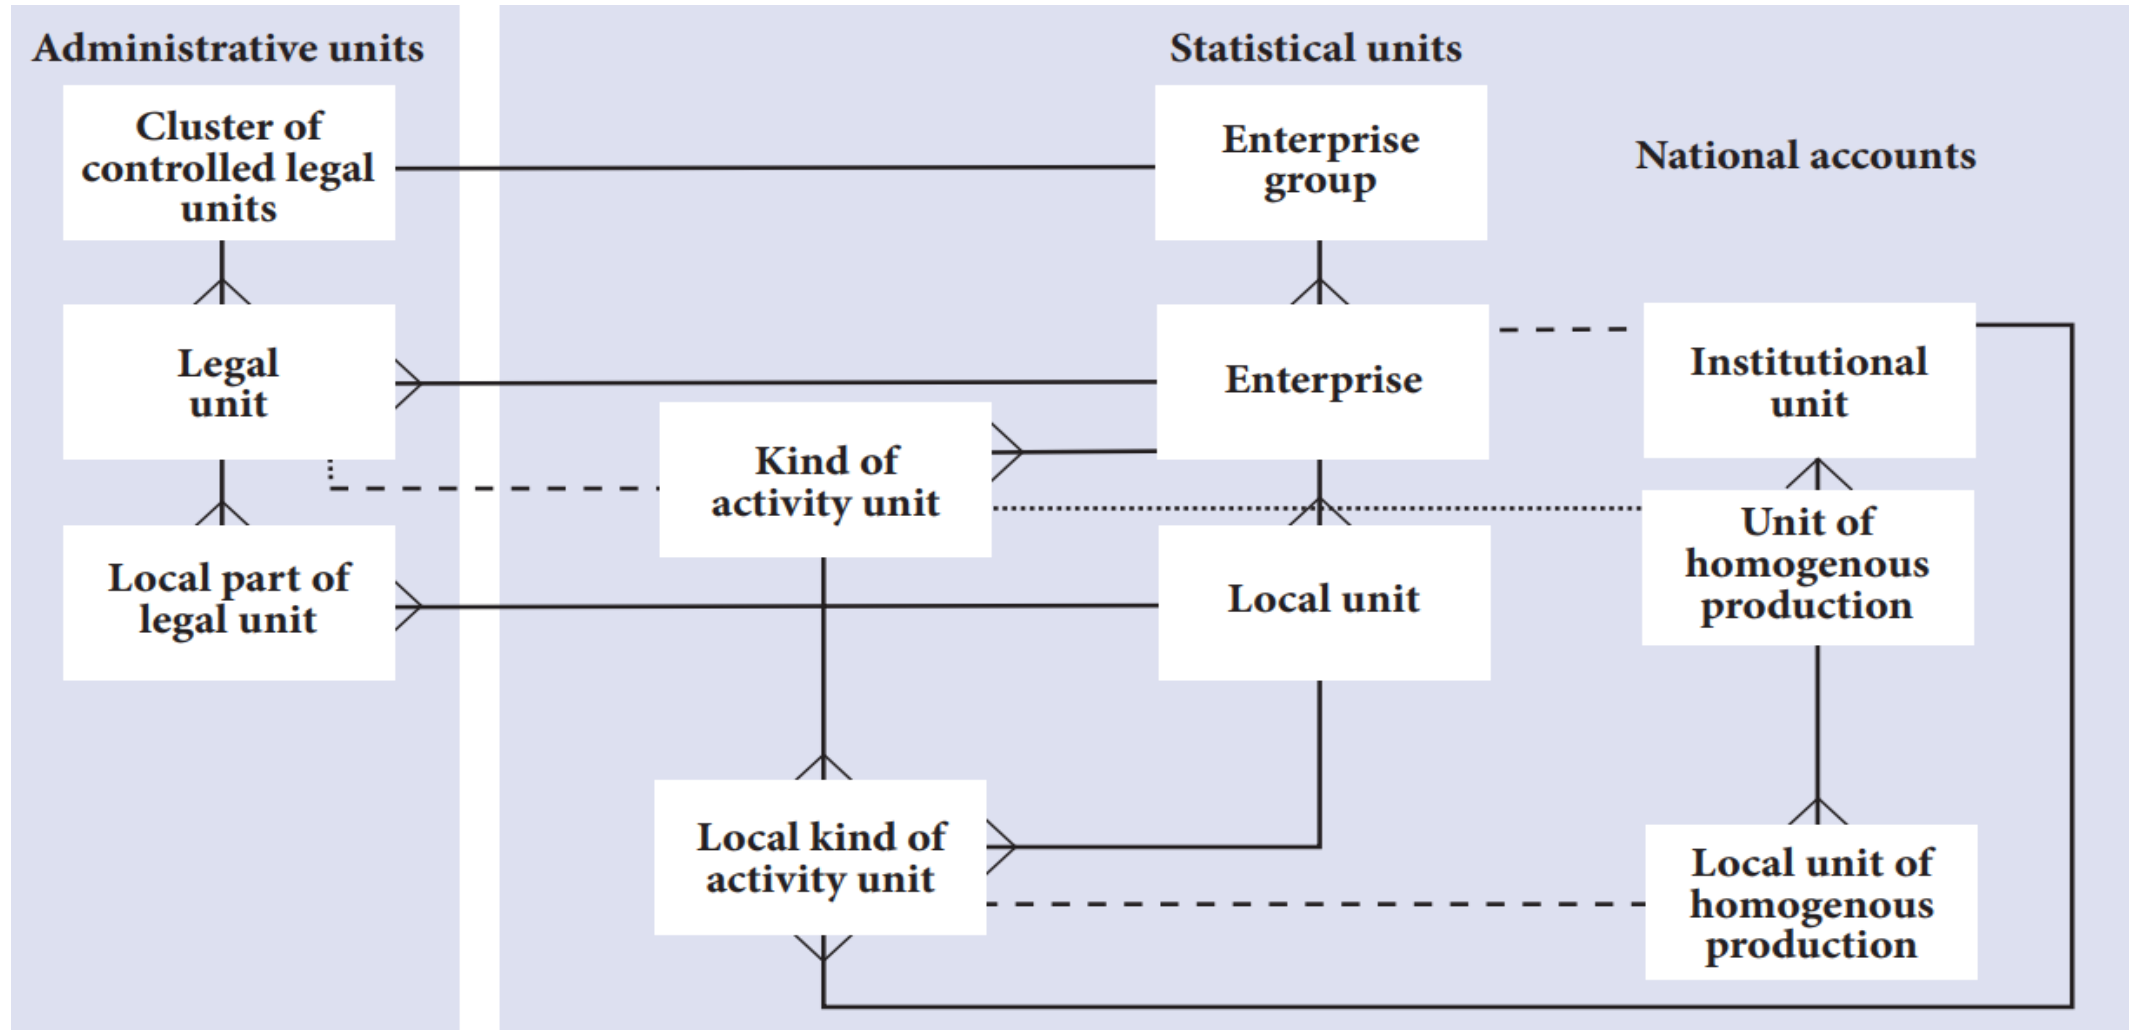 Administrative units
Statistical units
Cluster of
controlled legal
units
Enterprise
group
National accounts
Legal
unit
Enterprise
Institutional
unit
Kind of
activity unit
Local part of
legal unit
Local unit
Unit of
homogenous
production
Local kind of
activity unit
Local unit of
homogenous
production